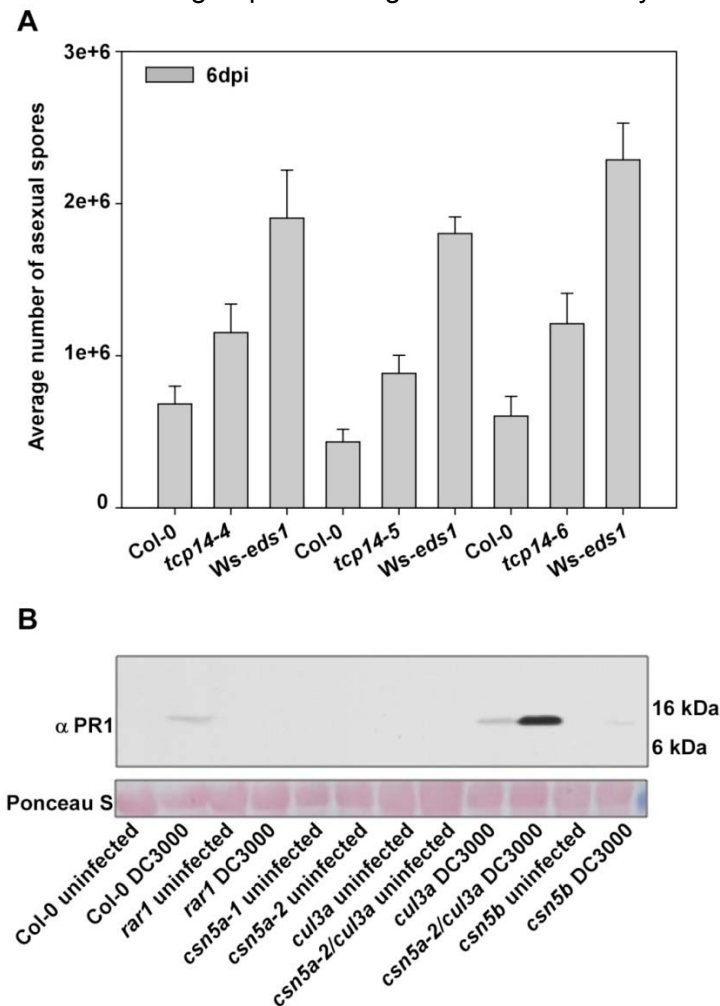 A
3e+6
6dpi
2e+6
1e+6
0
Average number of asexual spores
Col-0
tcp14-4
Ws-eds1
Col-0
tcp14-5
Ws-eds1
Col-0
tcp14-6
Ws-eds1
B
α PR1
16 kDa
6 kDa
Ponceau S
Col-0 uninfected
Col-0 DC3000
rar1 uninfected
rar1 DC3000
csn5a-1 uninfected
csn5a-2 uninfected
cul3a uninfected
csn5a-2/cul3a uninfected
cul3a DC3000
csn5a-2/cul3a DC3000
csn5b uninfected
csn5b DC3000